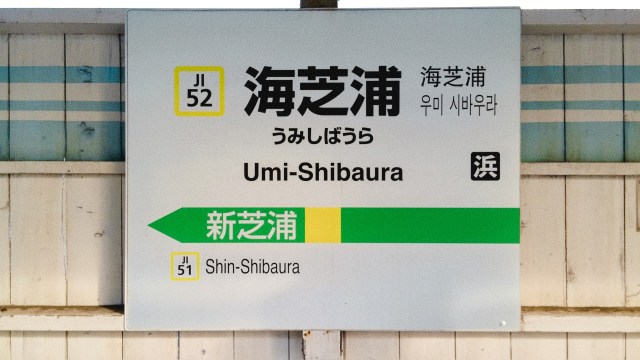 JI
52
海芝浦
海芝浦
우미 시바우라
うみしばうら
Umi-Shibaura
浜
新芝浦
JI
51
Shin-Shibaura